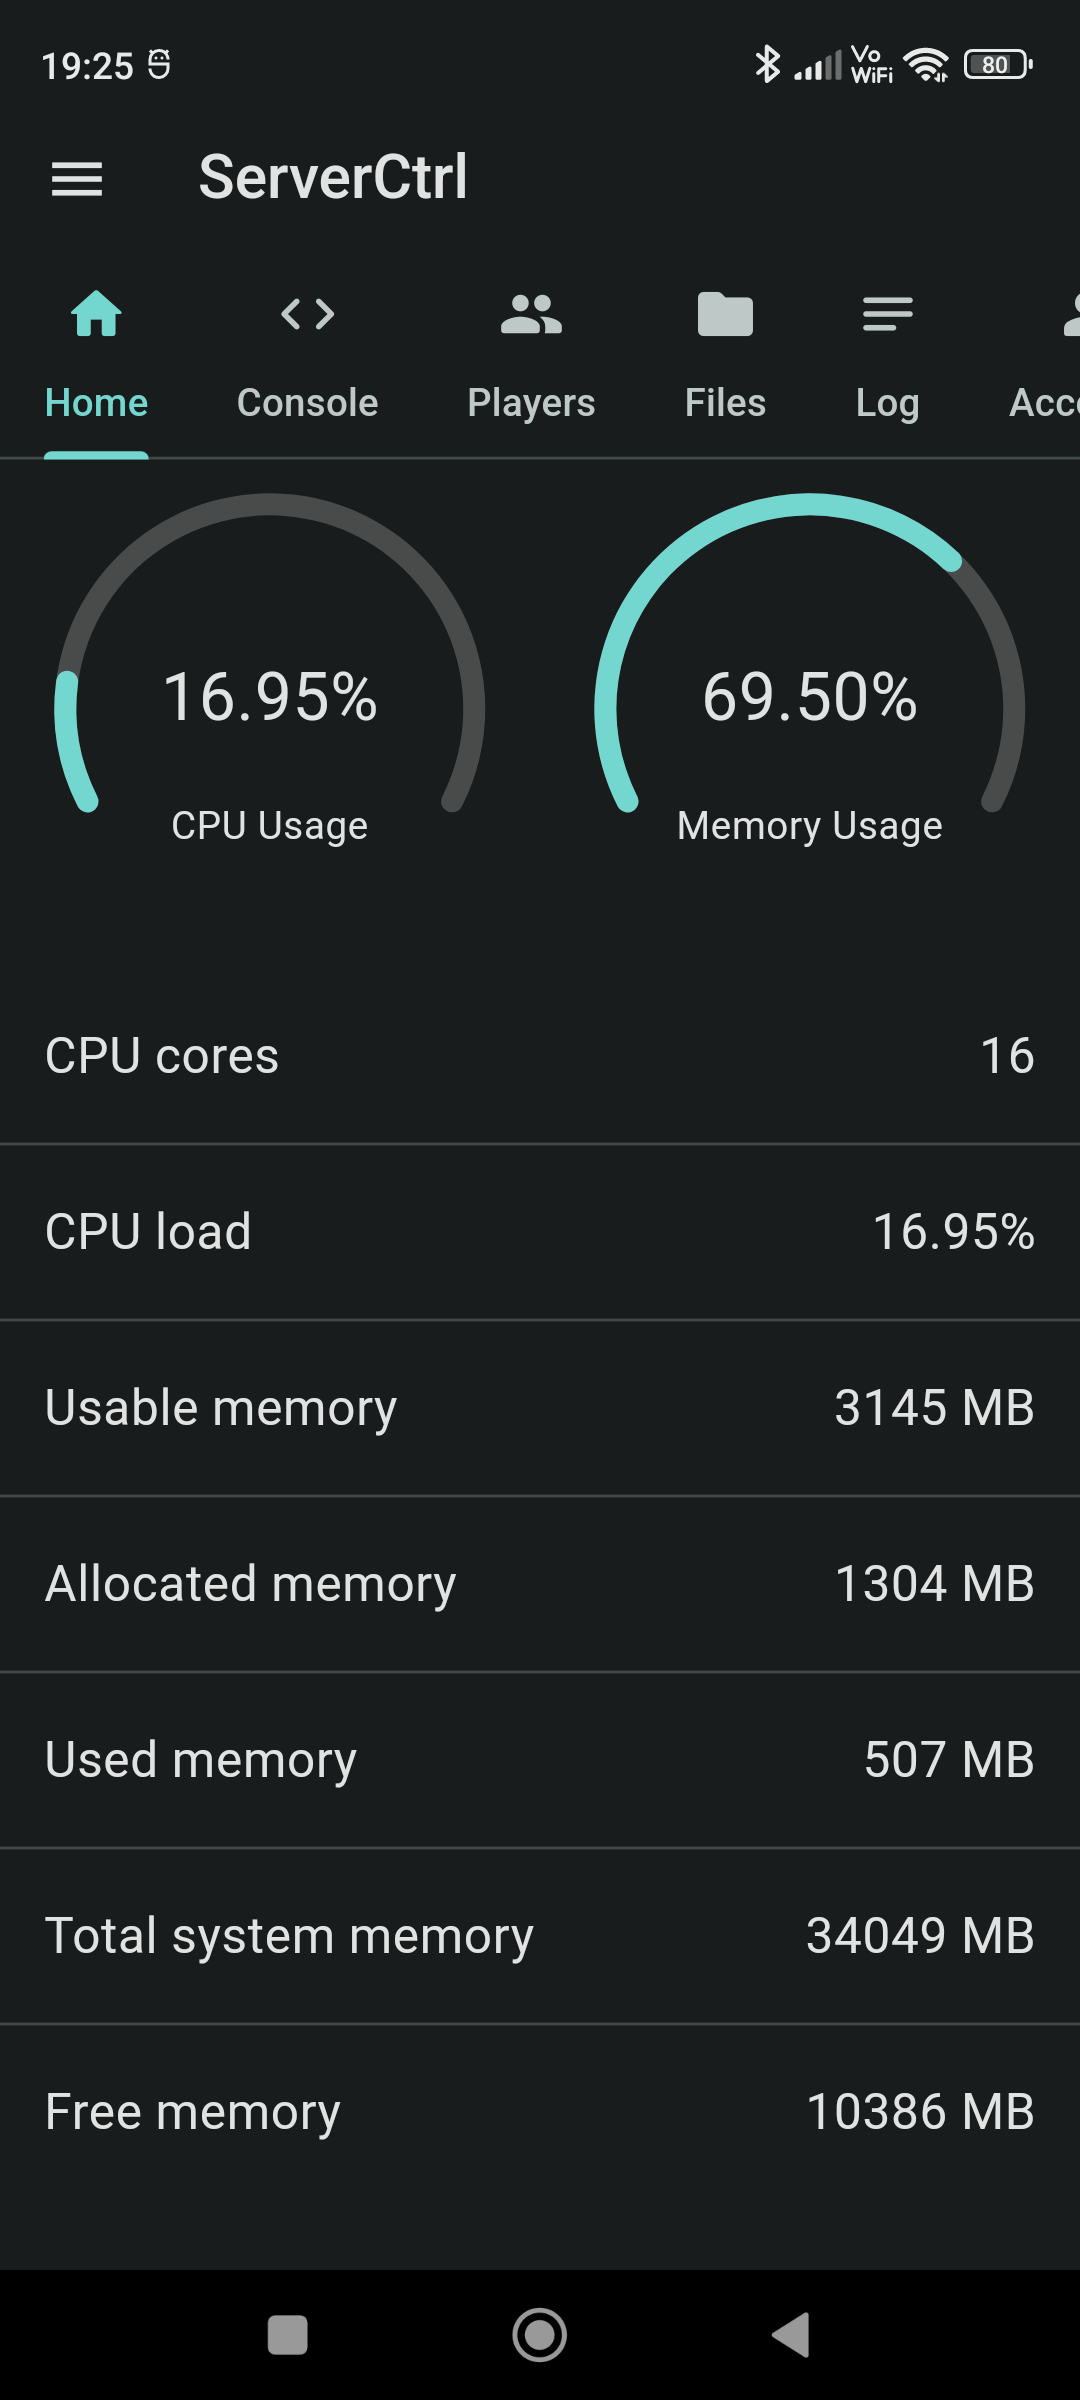 19:25
Vo
WiFi
80
ServerCtrl
Home Console Players Files Log Acc
16.95% 69.50%
CPU Usage Memory Usage
CPU cores 16
CPU load 16.95%
Usable memory 3145 MB
Allocated memory 1304 MB
Used memory 507 MB
Total system memory 34049 MB
Free memory 10386 MB